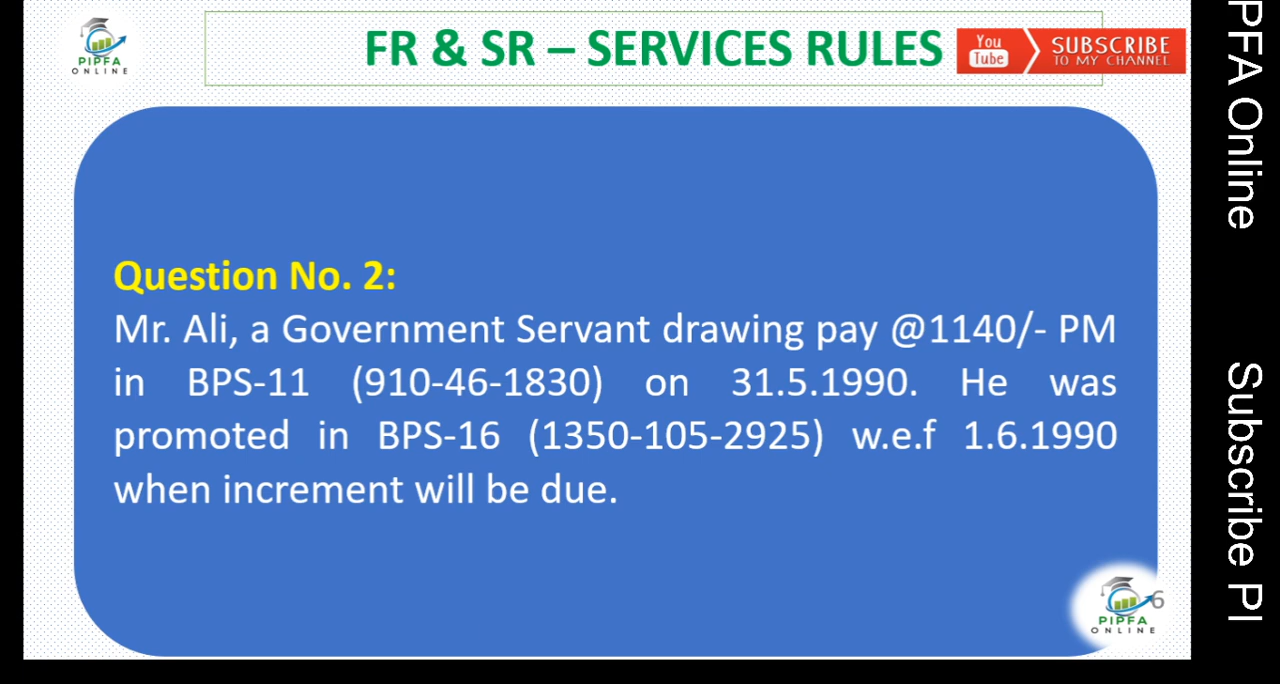 PIPFA
ONLINE
FR & SR – SERVICES RULES
You
Tube
SUBSCRIBE
TO MY CHANNEL
Question No. 2:
Mr. Ali, a Government Servant drawing pay @1140/- PM
in BPS-11 (910-46-1830) on 31.5.1990. He was
promoted in BPS-16 (1350-105-2925) w.e.f 1.6.1990
when increment will be due.
6
PIPFA
ONLINE
PFA Online
Subscribe PI